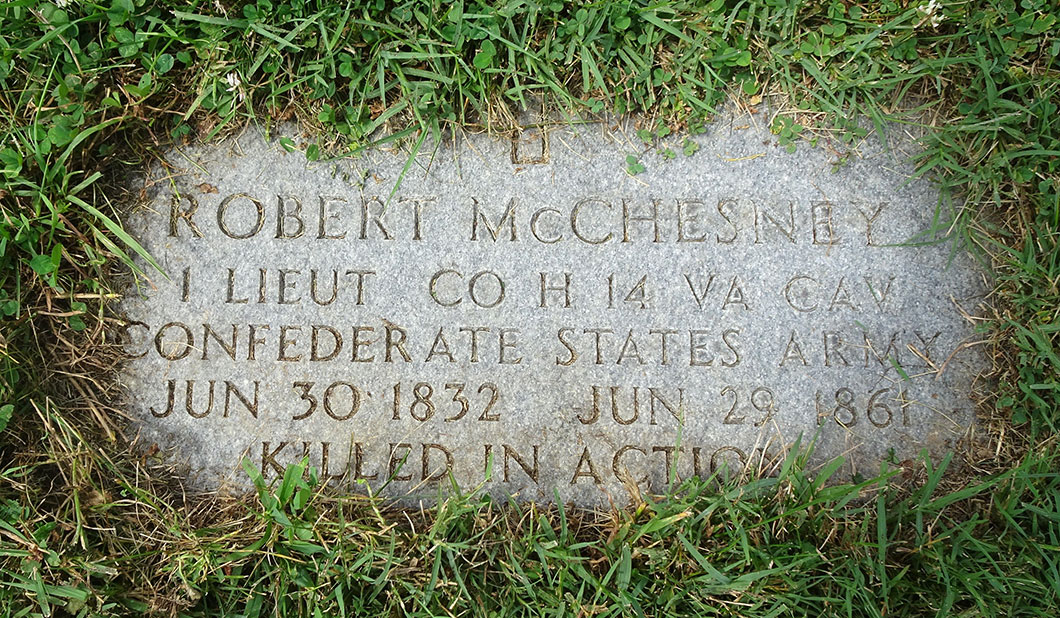 ROBERT McCHESNEY
1 LIEUT CO H 14 VA CAV
CONFEDERATE STATES ARMY
JUN 30 1832 JUN 29 1861
KILLED IN ACTION